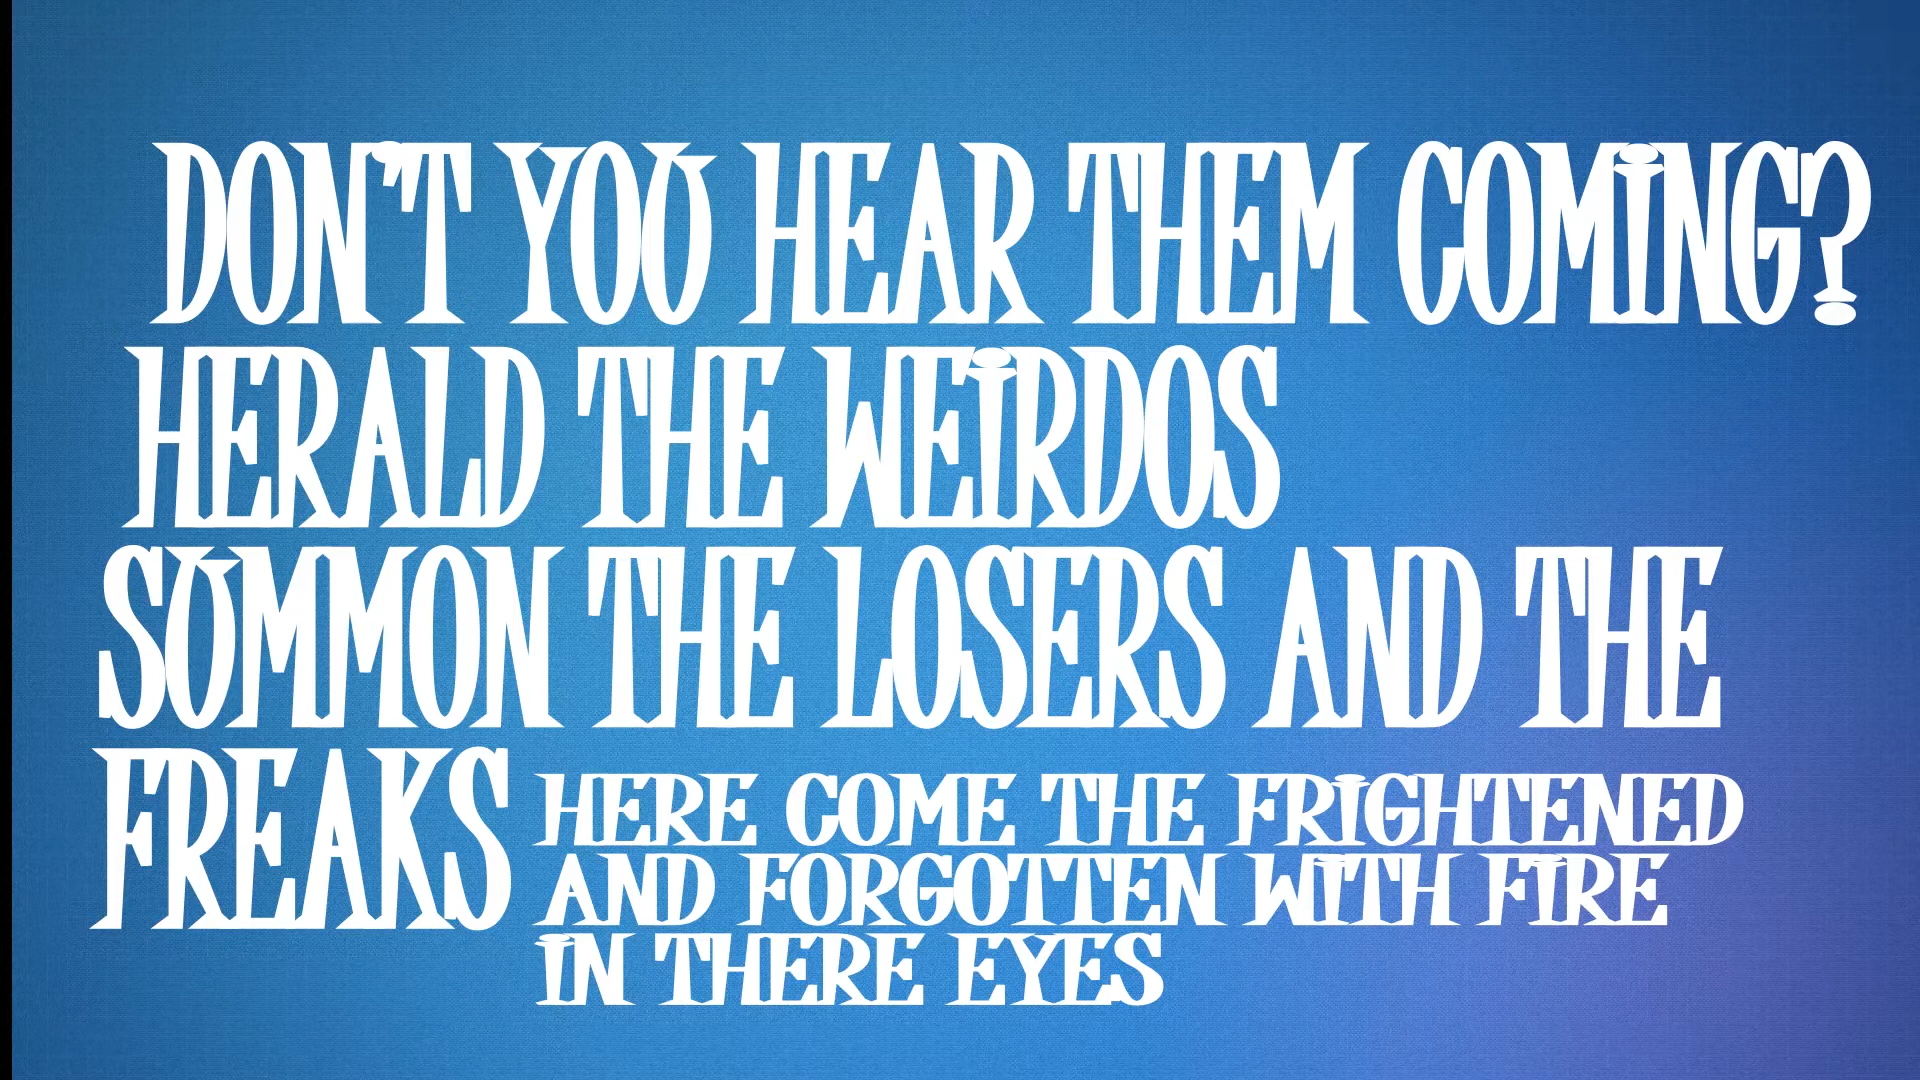 DON'T YOU HEAR THEM COMING?
HERALD THE WEIRDOS
SUMMON THE LOSERS AND THE
FREAKS
HERE COME THE FRIGHTENED
AND FORGOTTEN WITH FIRE
IN THERE EYES